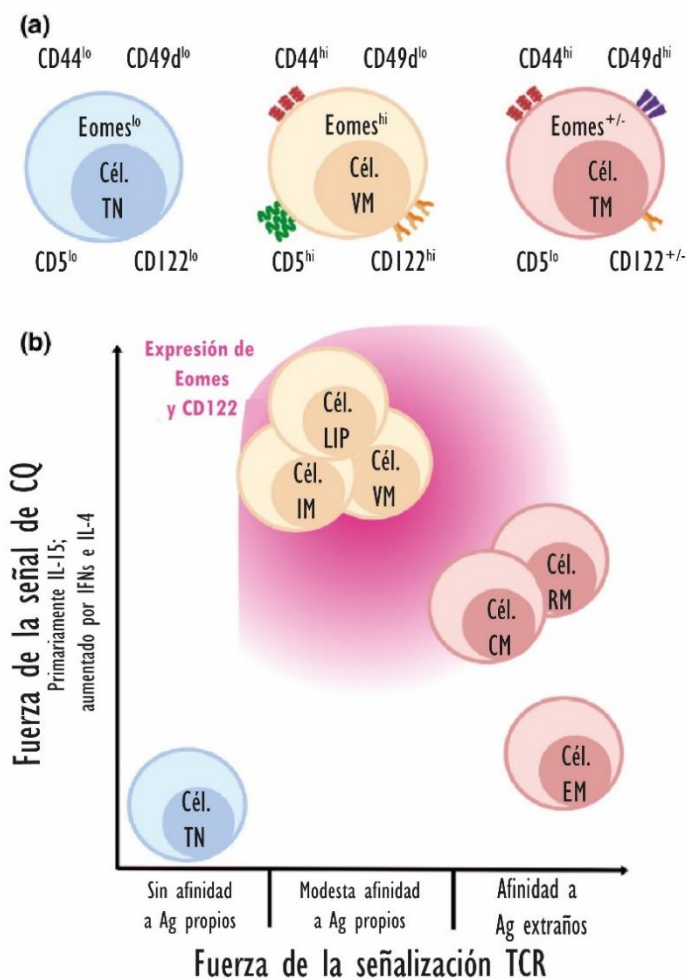 (a)
CD44lo CD49dlo
Eomeslo
Cél.
TN
CD5lo CD122lo
CD44hi CD49dlo
Eomeshi
Cél.
VM
CD5hi CD122hi
CD44hi CD49dhi
Eomes+/-
Cél.
TM
CD5lo CD122+/-
(b)
Expresión de
Eomes
y CD122
Fuerza de la señal de CQ
Primariamente IL-15;
aumentado por IFNs e IL-4
Cél.
LIP
Cél.
IM
Cél.
VM
Cél.
RM
Cél.
CM
Cél.
EM
Cél.
TN
Sin afinidad
a Ag propios
Modesta afinidad
a Ag propios
Afinidad a
Ag extraños
Fuerza de la señalización TCR